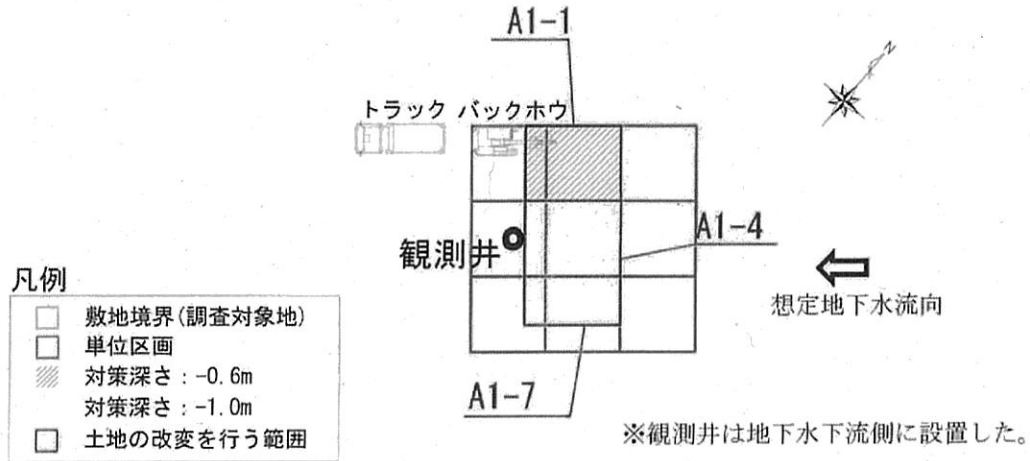 A1-1
N
トラック バックホウ
A1-4
観測井
想定地下水流向
凡例
敷地境界(調査対象地)
単位区画
対策深さ:-0.6m
対策深さ:-1.0m
土地の改変を行う範囲
A1-7
※観測井は地下水下流側に設置した。